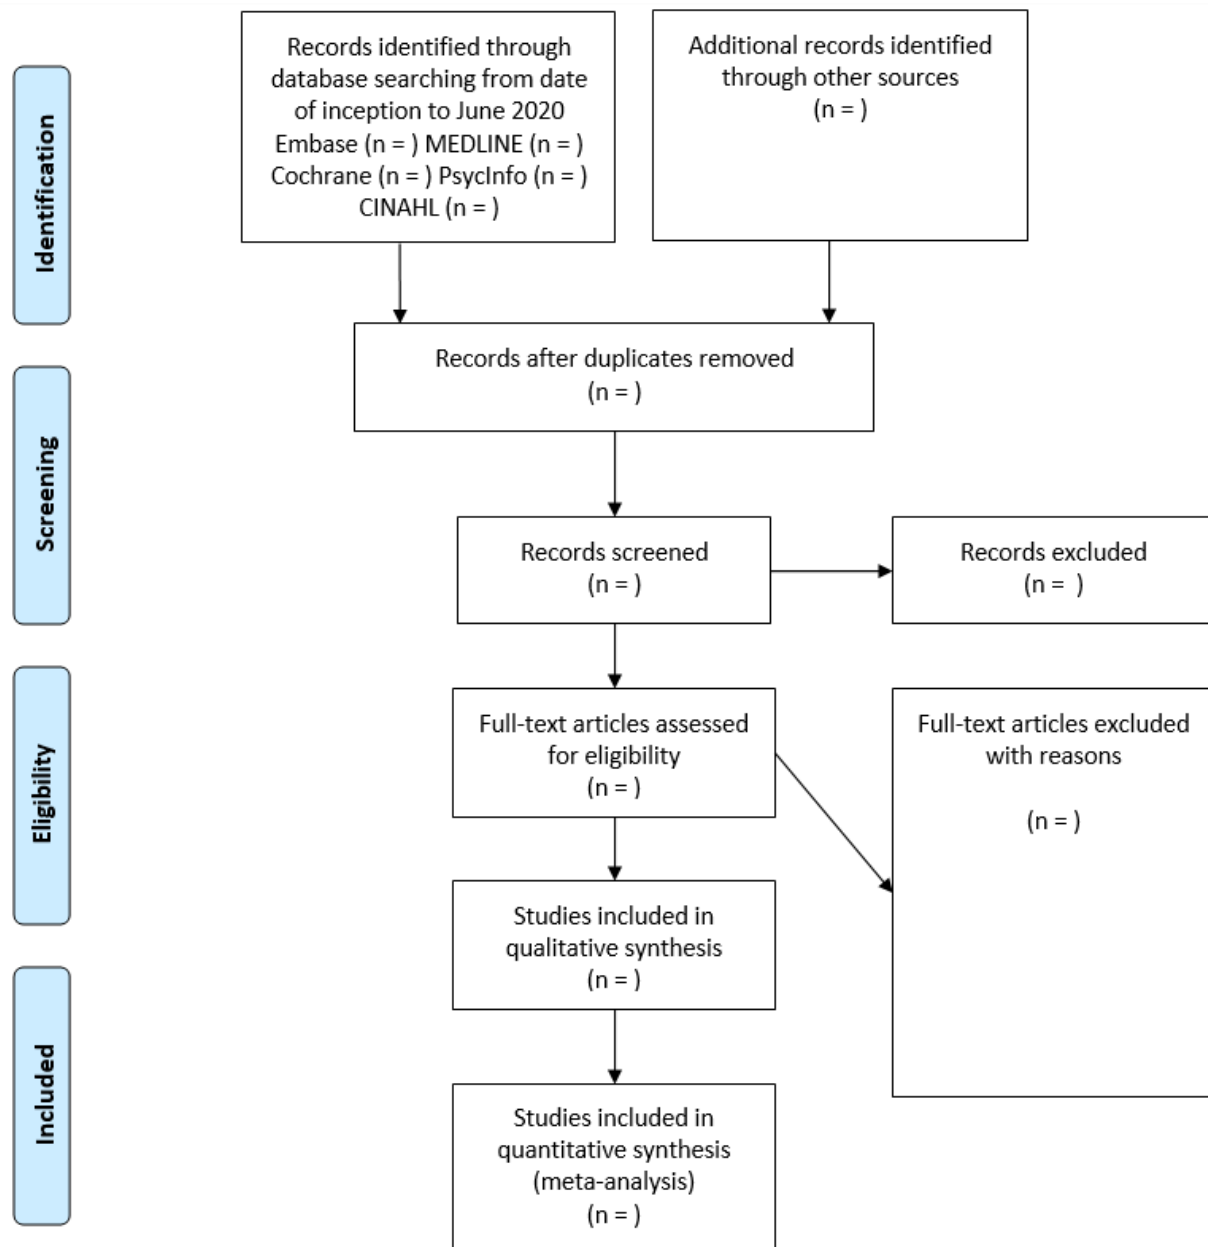 Records identified through
database searching from date
of inception to June 2020
Embase (n = ) MEDLINE (n = )
Cochrane (n = ) PsycInfo (n = )
CINAHL (n = )
Additional records identified
through other sources
(n = )
Identification
Records after duplicates removed
(n = )
Screening
Records screened
(n = )
Records excluded
(n =  )
Full-text articles assessed
for eligibility
(n = )
Full-text articles excluded
with reasons
(n = )
Eligibility
Studies included in
qualitative synthesis
(n = )
Included
Studies included in
quantitative synthesis
(meta-analysis)
(n = )